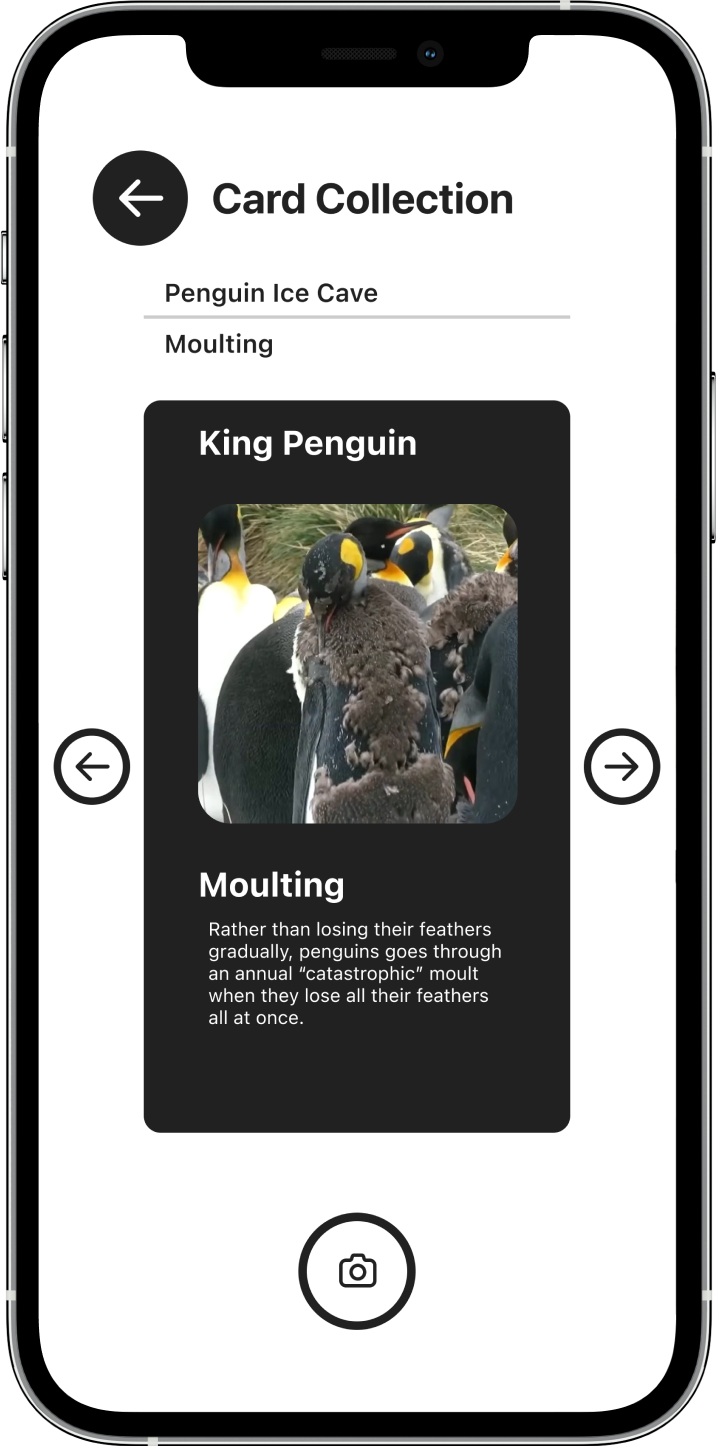 Card Collection
Penguin Ice Cave
Moulting
King Penguin
Moulting
Rather than losing their feathers
gradually, penguins goes through
an annual “catastrophic” moult
when they lose all their feathers
all at once.